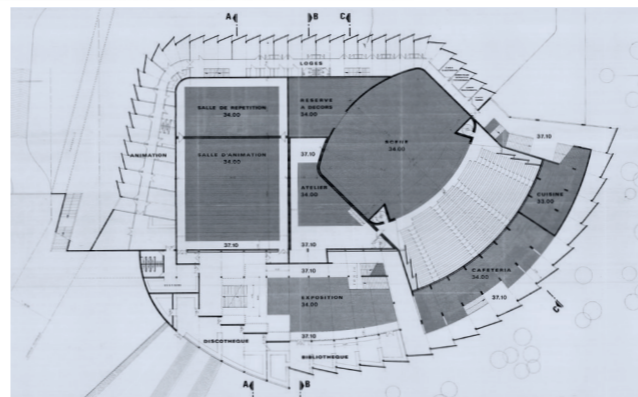 A
B
C
LOGES
SALLE DE REPETITION
34.00
RESERVE
A DECORS
34.00
37.10
ANIMATION
SALLE D'ANIMATION
34.00
37.10
SCENE
34.00
ATELIER
34.00
CUISINE
33.00
37.10
37.10
37.10
CAFETERIA
34.00
EXPOSITION
34.00
37.10
C
37.10
DISCOTHEQUE
BIBLIOTHEQUE
A
B